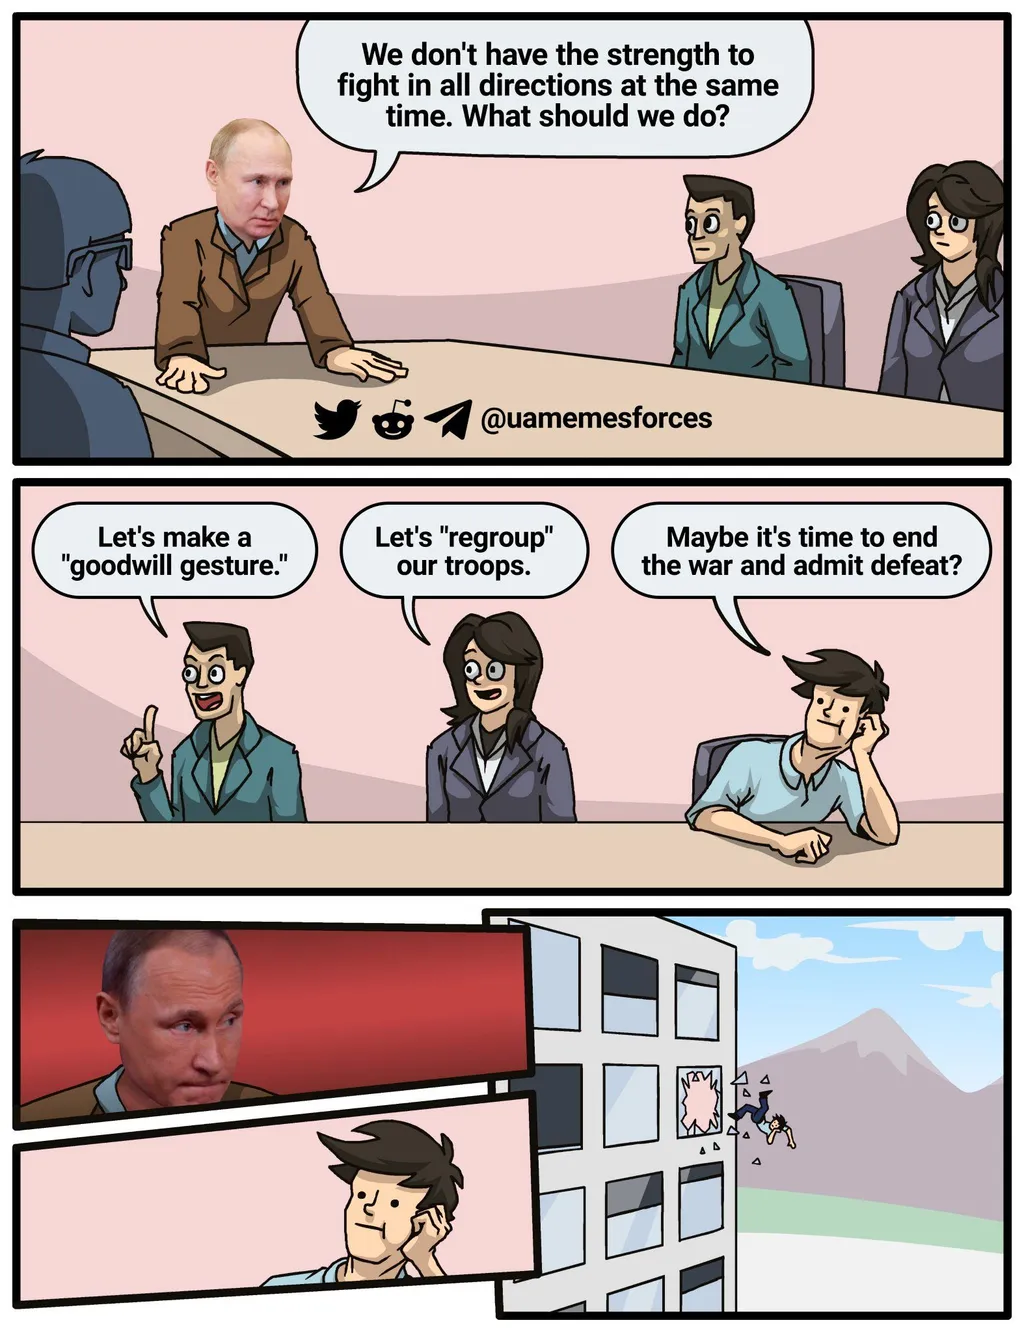 We don't have the strength to
fight in all directions at the same
time. What should we do?
@uamemesforces
Let's make a
"goodwill gesture."
Let's "regroup"
our troops.
Maybe it's time to end
the war and admit defeat?